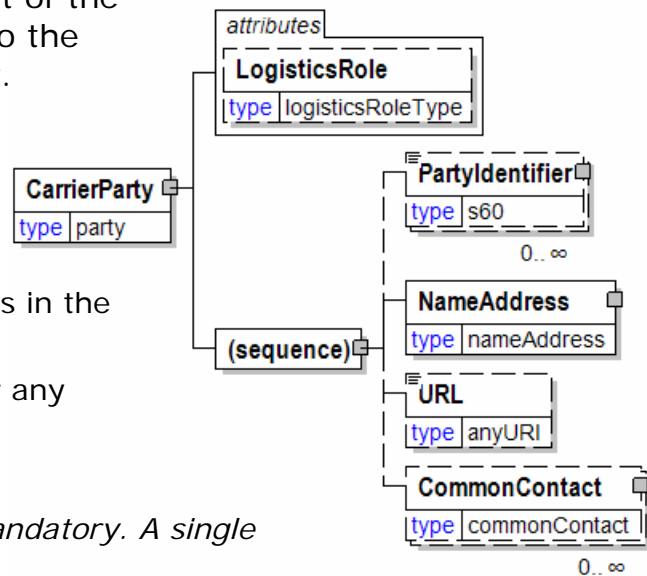 t of the
o the
attributes
LogisticsRole
type logisticsRoleType
CarrierParty
type party
PartyIdentifier
type s60
0.. ∞
s in the
NameAddress
type nameAddress
(sequence)
any
URL
type anyURI
CommonContact
type commonContact
andatory. A single
0.. ∞